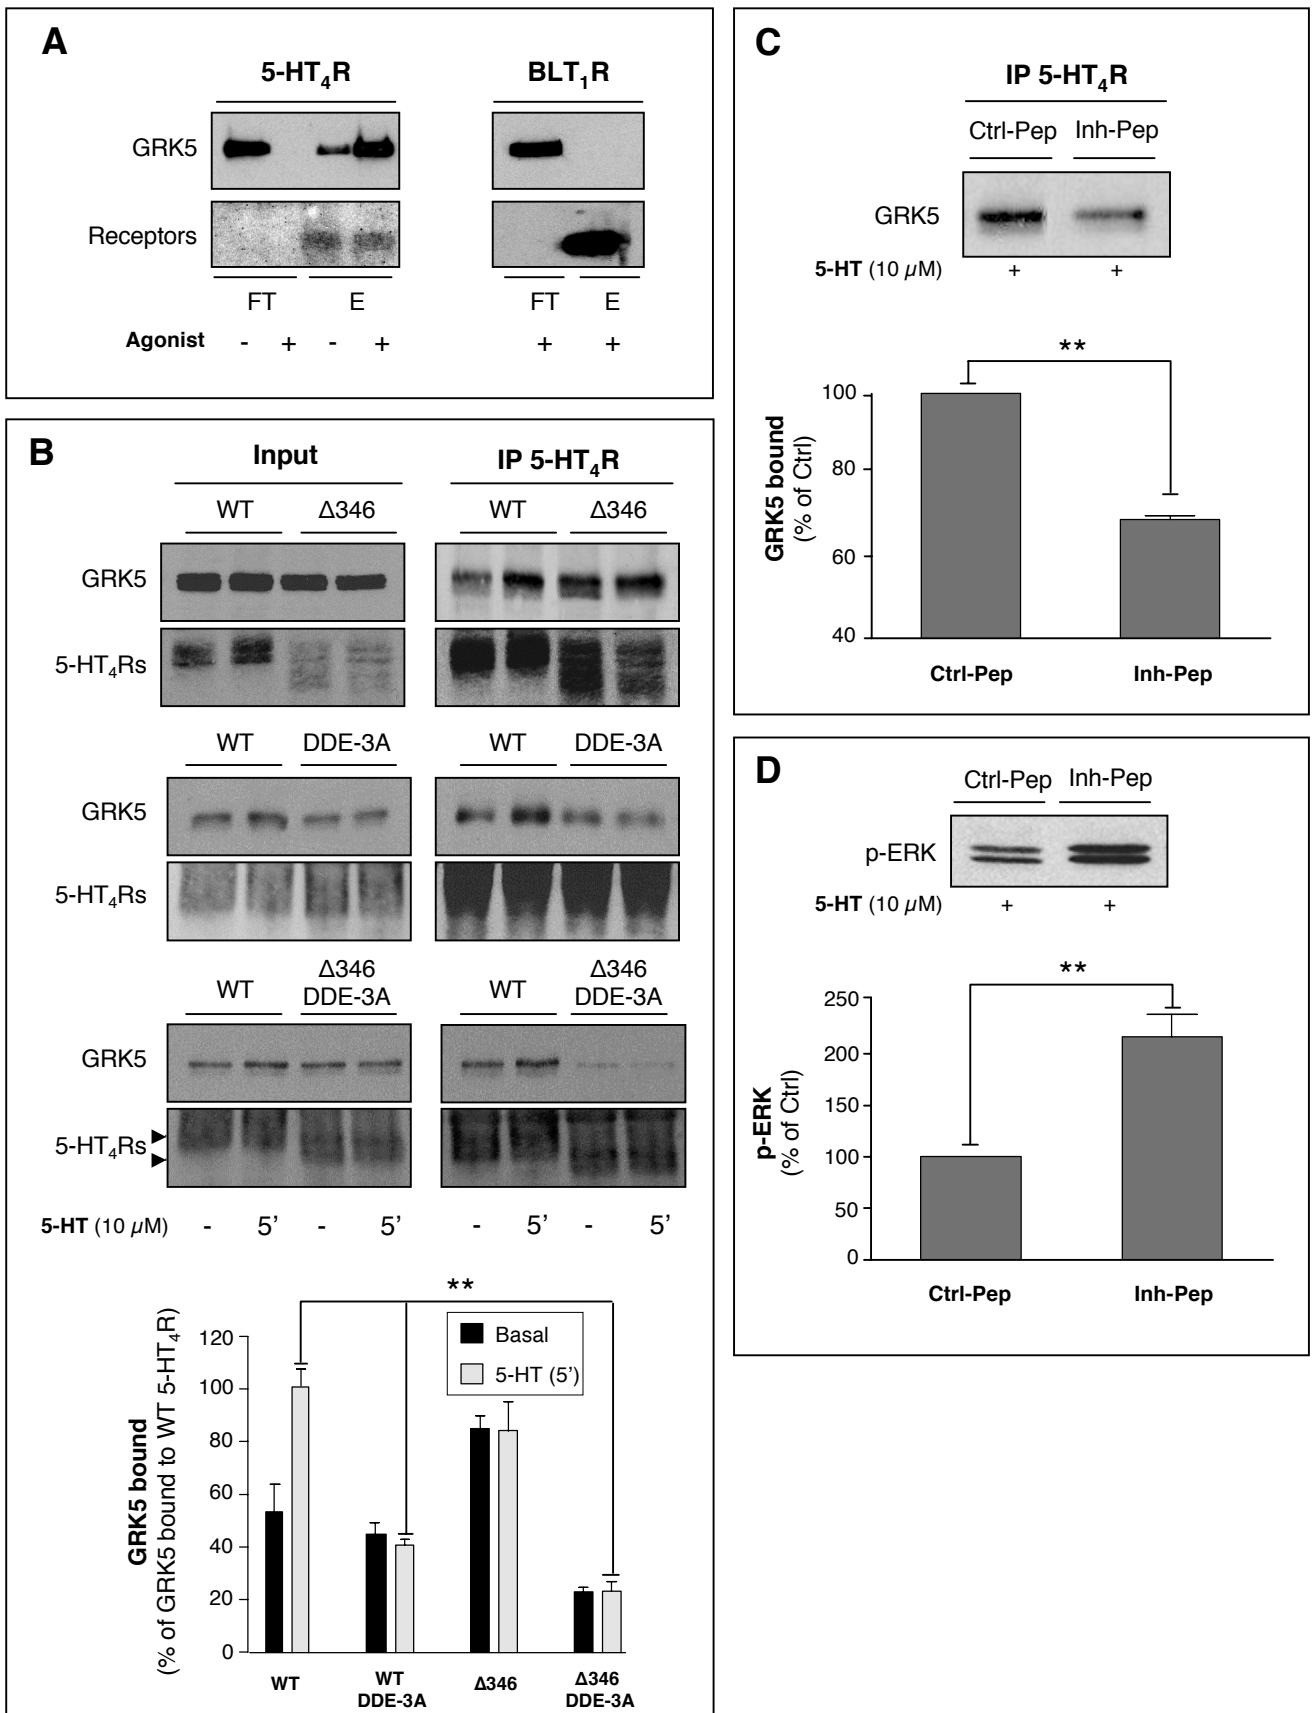 A
5-HT4R BLT1R
GRK5
Receptors
FT E FT E
Agonist - + - + + +
B
Input IP 5-HT4R
WT Δ346 WT Δ346
GRK5
5-HT4Rs
WT DDE-3A WT DDE-3A
GRK5
5-HT4Rs
WT Δ346 DDE-3A WT Δ346 DDE-3A
GRK5
5-HT4Rs
5-HT (10 µM) - 5' - 5' - 5' - 5'
**
Basal
5-HT (5')
GRK5 bound
(% of GRK5 bound to WT 5-HT4R)
120
100
80
60
40
20
0
WT WT DDE-3A Δ346 Δ346 DDE-3A
C
IP 5-HT4R
Ctrl-Pep Inh-Pep
GRK5
5-HT (10 µM) + +
**
GRK5 bound
(% of Ctrl)
100
80
60
40
Ctrl-Pep Inh-Pep
D
Ctrl-Pep Inh-Pep
p-ERK
5-HT (10 µM) + +
**
p-ERK
(% of Ctrl)
250
200
150
100
50
0
Ctrl-Pep Inh-Pep